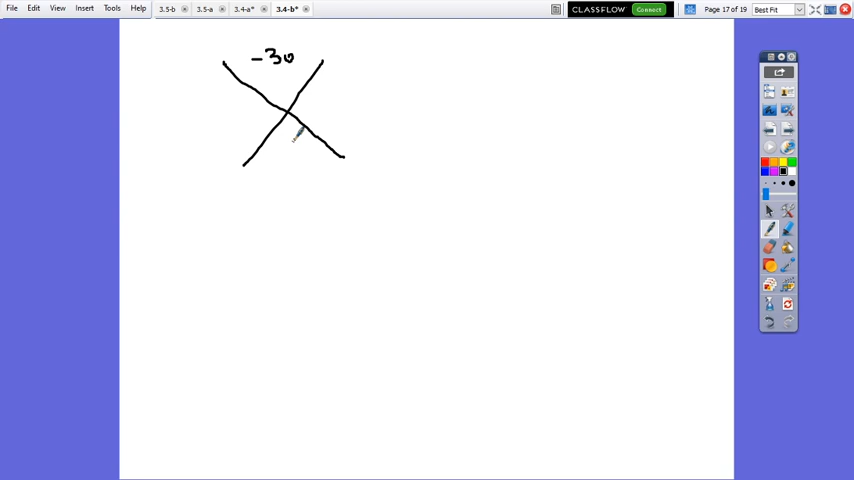 File Edit View Insert Tools Help
3.5-b 3.5-a 3.4-a* 3.4-b*
CLASSFLOW Connect
Page 17 of 19
Best Fit
-30